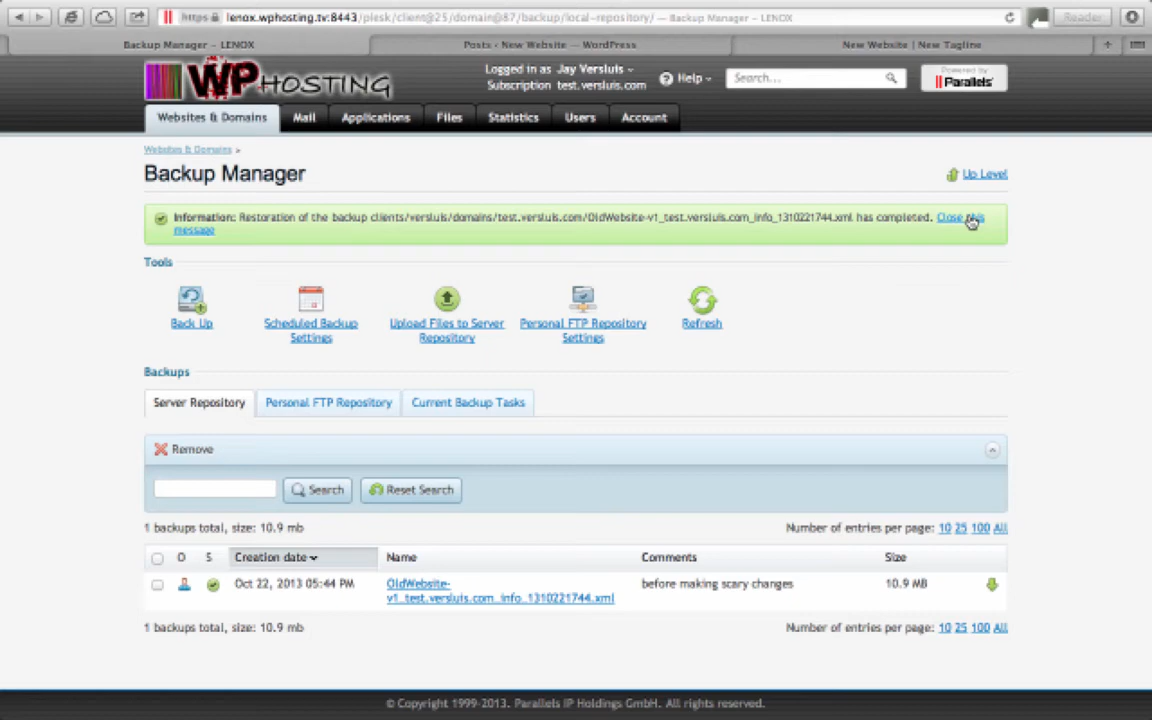 https lenox.wphosting.tv:8443/plesk/client@25/domain@87/backup/local-repository/ — Backup Manager – LENOX
Reader
Backup Manager – LENOX
Posts ‹ New Website — WordPress
New Website | New Tagline
WPHOSTING
Logged in as Jay Versluis
Subscription test.versluis.com
Help
Search...
Powered by
Parallels
Websites & Domains
Mail
Applications
Files
Statistics
Users
Account
Websites & Domains >
Backup Manager
Up Level
Information: Restoration of the backup clients/versluis/domains/test.versluis.com/OldWebsite-v1_test.versluis.com_info_1310221744.xml has completed. Close this
message
Tools
Back Up
Scheduled Backup
Settings
Upload Files to Server
Repository
Personal FTP Repository
Settings
Refresh
Backups
Server Repository
Personal FTP Repository
Current Backup Tasks
Remove
Search
Reset Search
1 backups total, size: 10.9 mb
Number of entries per page: 10 25 100 All
O S Creation date Name Comments Size
Oct 22, 2013 05:44 PM OldWebsite- before making scary changes 10.9 MB
v1_test.versluis.com_info_1310221744.xml
1 backups total, size: 10.9 mb
Number of entries per page: 10 25 100 All
© Copyright 1999-2013. Parallels IP Holdings GmbH. All rights reserved.